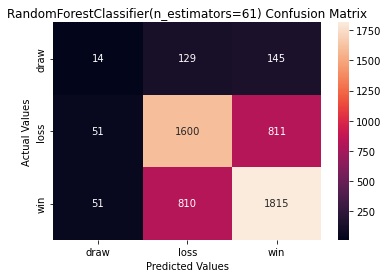 RandomForestClassifier(n_estimators=61) Confusion Matrix
draw 14 129 145
loss 51 1600 811
win 51 810 1815
draw loss win
Predicted Values
Actual Values
1750
1500
1250
1000
750
500
250